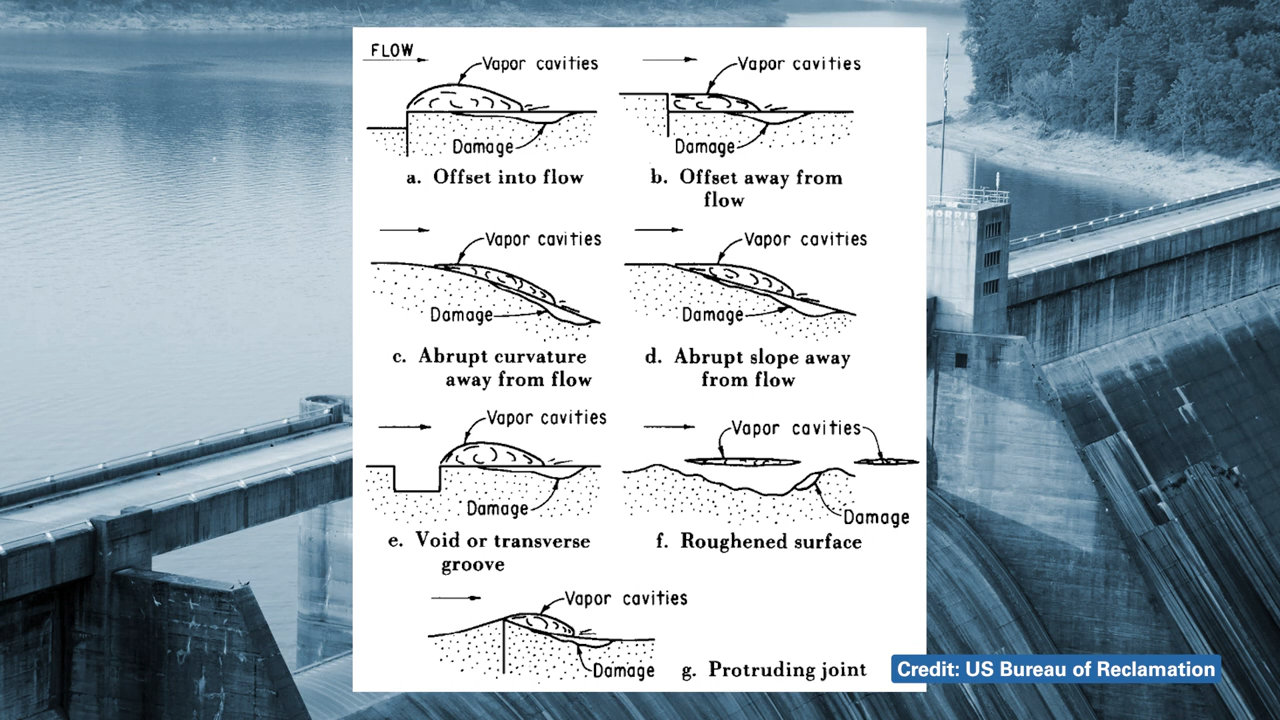 FLOW
Vapor cavities
Damage
a. Offset into flow
Vapor cavities
Damage
b. Offset away from
flow
Vapor cavities
Damage
c. Abrupt curvature
away from flow
Vapor cavities
Damage
d. Abrupt slope away
from flow
Vapor cavities
Damage
e. Void or transverse
groove
Vapor cavities
Damage
f. Roughened surface
Vapor cavities
Damage
g. Protruding joint
Credit: US Bureau of Reclamation